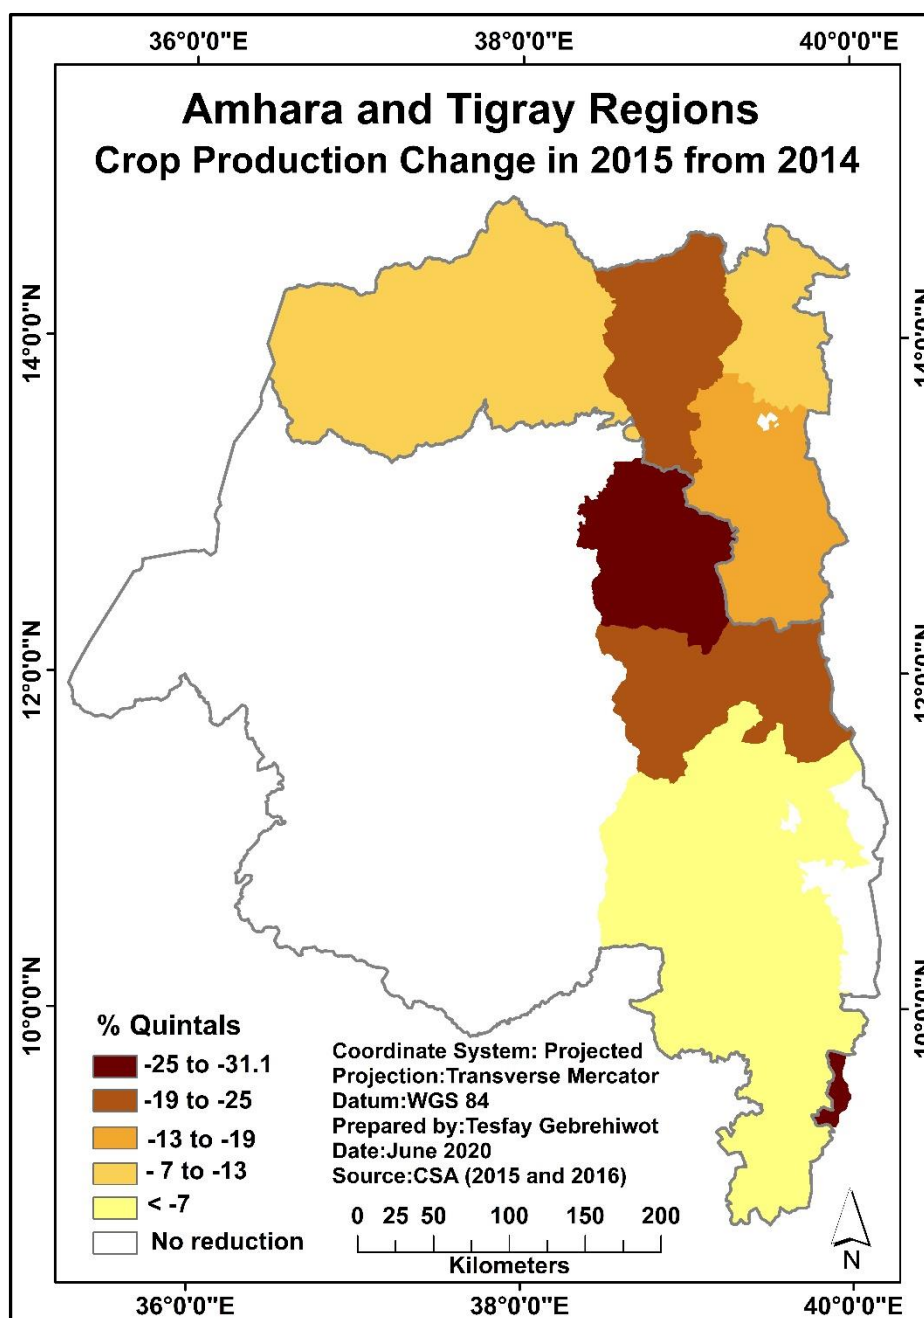 36°0'0"E 38°0'0"E 40°0'0"E
Amhara and Tigray Regions
Crop Production Change in 2015 from 2014
14°0'0"N 14°0'0"N
12°0'0"N 12°0'0"N
10°0'0"N 10°0'0"N
% Quintals
-25 to -31.1
-19 to -25
-13 to -19
- 7 to -13
< -7
No reduction
Coordinate System: Projected
Projection:Transverse Mercator
Datum:WGS 84
Prepared by:Tesfay Gebrehiwot
Date:June 2020
Source:CSA (2015 and 2016)
0 25 50 100 150 200
Kilometers
N
36°0'0"E 38°0'0"E 40°0'0"E